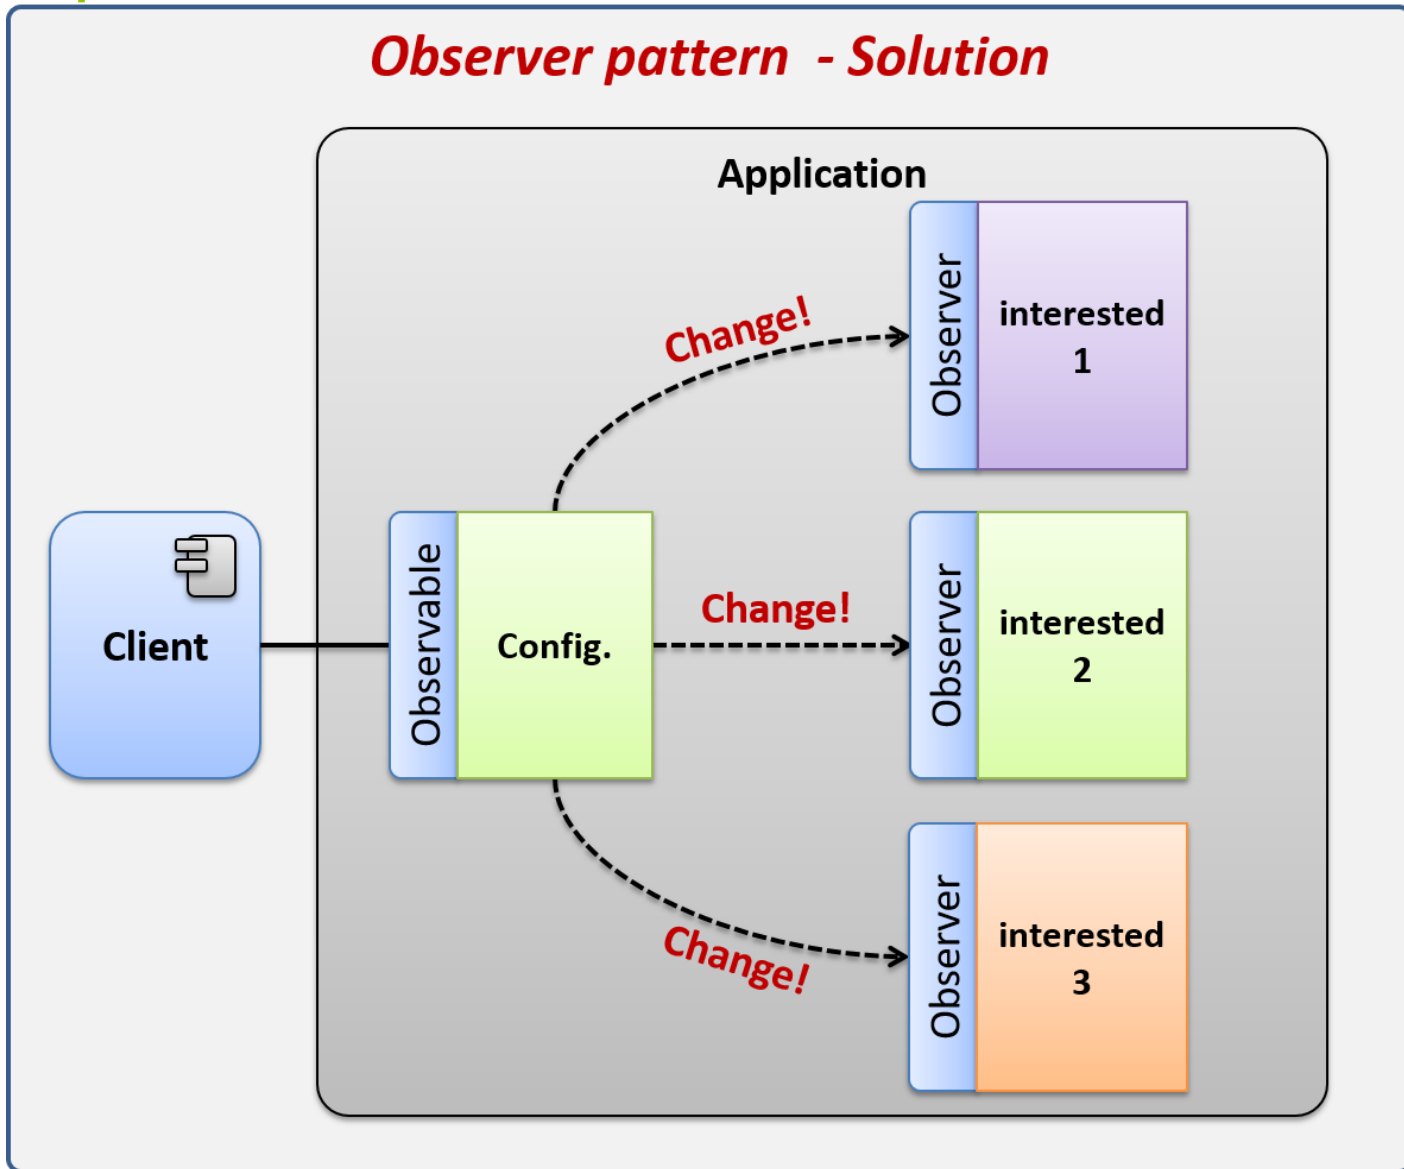 Observer pattern - Solution
Application
Observer
interested
1
Change!
Client
Observable
Config.
Change!
Observer
interested
2
Change!
Observer
interested
3